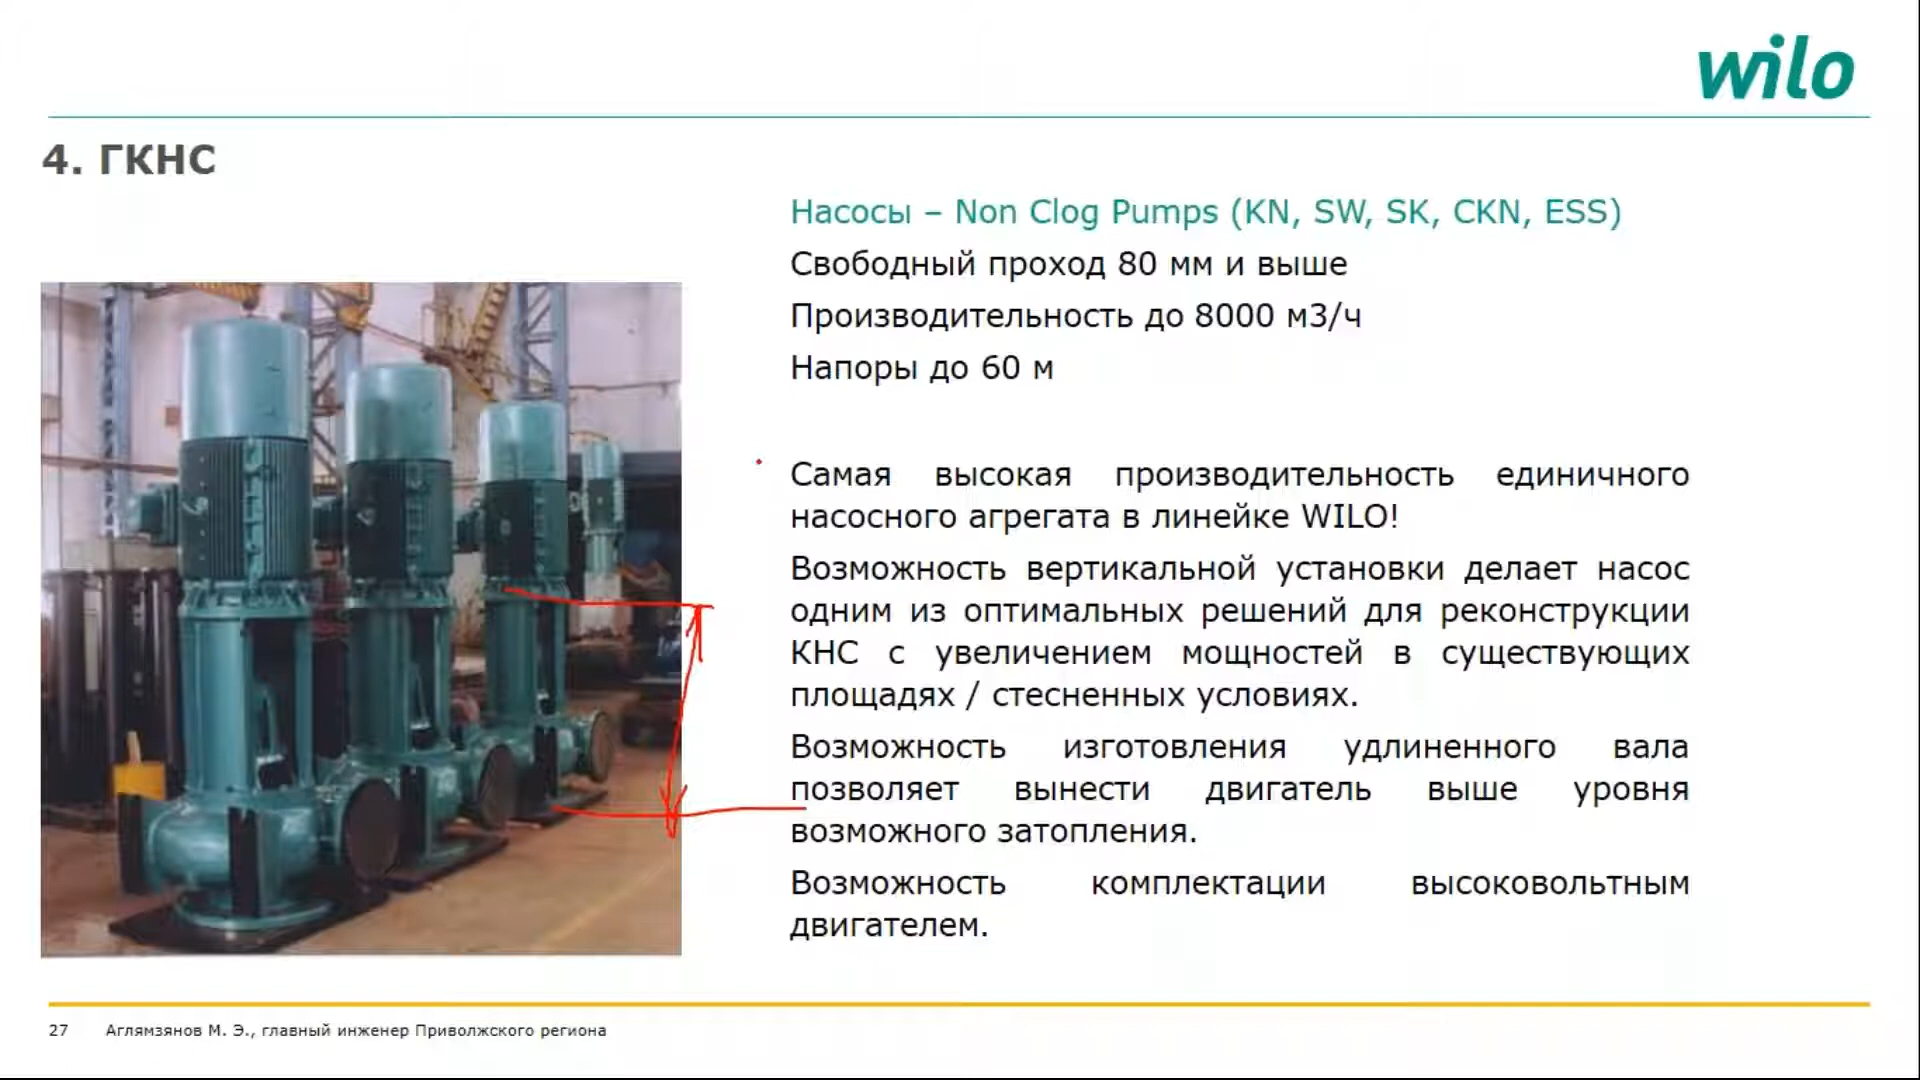 wilo
4. ГКНС
Насосы – Non Clog Pumps (KN, SW, SK, CKN, ESS)
Свободный проход 80 мм и выше
Производительность до 8000 м3/ч
Напоры до 60 м
Самая высокая производительность единичного
насосного агрегата в линейке WILO!
Возможность вертикальной установки делает насос
одним из оптимальных решений для реконструкции
КНС с увеличением мощностей в существующих
площадях / стесненных условиях.
Возможность изготовления удлиненного вала
позволяет вынести двигатель выше уровня
возможного затопления.
Возможность комплектации высоковольтным
двигателем.
27 Аглямзянов М. Э., главный инженер Приволжского региона